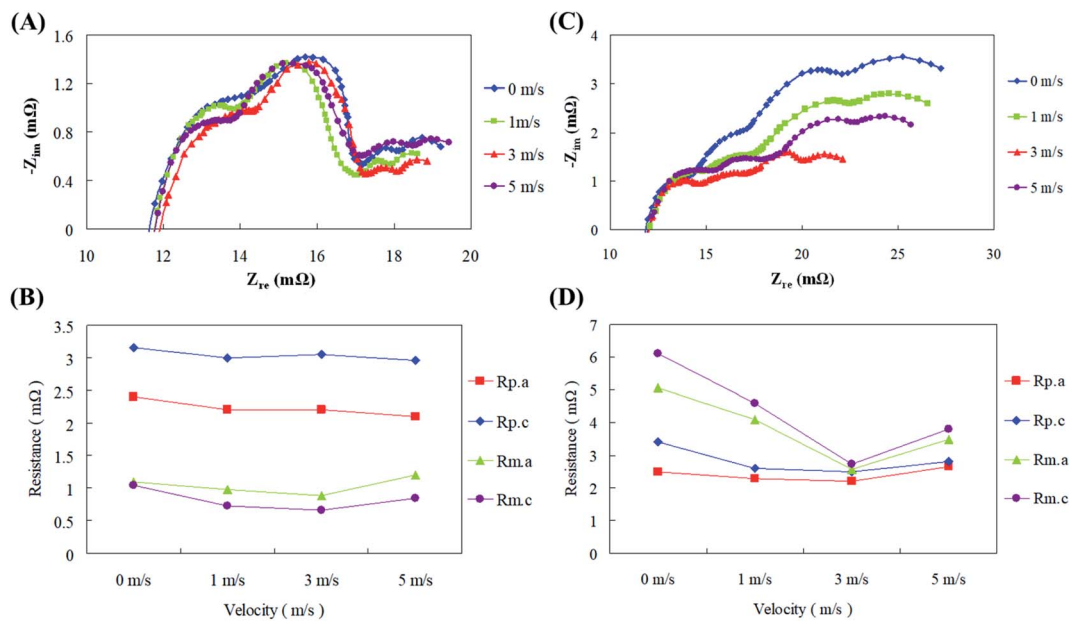 (A)
1.6
1.2
0.8
0.4
0
-Zim (mΩ)
10 12 14 16 18 20
Zre (mΩ)
0 m/s
1m/s
3 m/s
5 m/s
(C)
4
3
2
1
0
-Zim (mΩ)
10 15 20 25 30
Zre (mΩ)
0 m/s
1 m/s
3 m/s
5 m/s
(B)
3.5
3
2.5
2
1.5
1
0.5
0
Resistance ( mΩ )
0 m/s 1 m/s 3 m/s 5 m/s
Velocity ( m/s )
Rp.a
Rp.c
Rm.a
Rm.c
(D)
7
6
5
4
3
2
1
0
Resistance ( mΩ )
0 m/s 1 m/s 3 m/s 5 m/s
Velocity ( m/s )
Rp.a
Rp.c
Rm.a
Rm.c